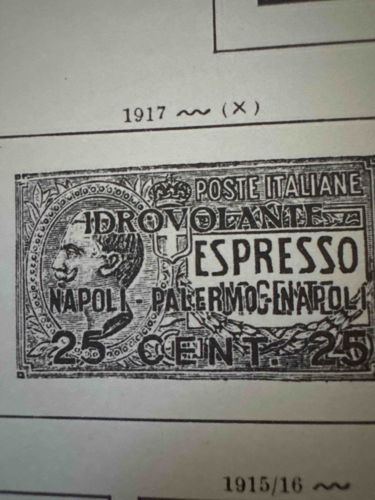 1917 ~~ (X)
POSTE ITALIANE
IDROVOLANTE
ESPRESSO
NAPOLI - PALERMO - NAPOLI
25 CENT. 25
1915/16 ~~